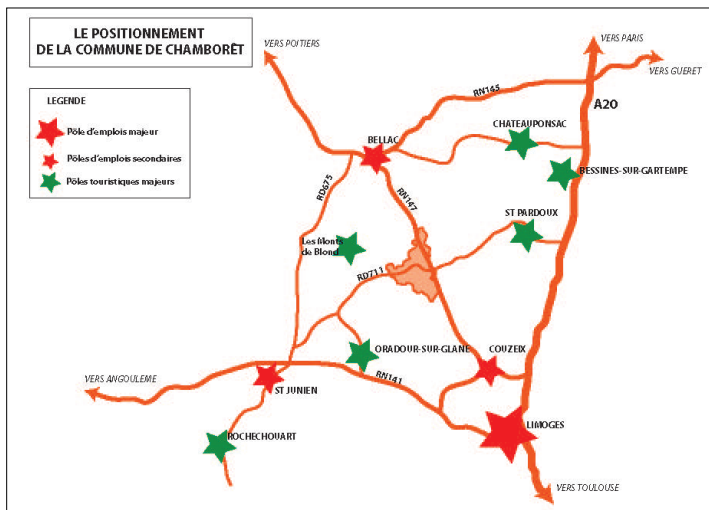 LE POSITIONNEMENT
DE LA COMMUNE DE CHAMBORÊT
LEGENDE
Pôle d'emplois majeur
Pôles d'emplois secondaires
Pôles touristiques majeurs
VERS POITIERS
VERS PARIS
VERS GUERET
A20
RN145
CHATEAUPONSAC
BELLAC
BESSINES-SUR-GARTEMPE
RD675
RN147
ST PARDOUX
Les Monts
de Blond
RD711
ORADOUR-SUR-GLANE
COUZEIX
VERS ANGOULEME
ST JUNIEN
RN141
LIMOGES
ROCHECHOUART
VERS TOULOUSE